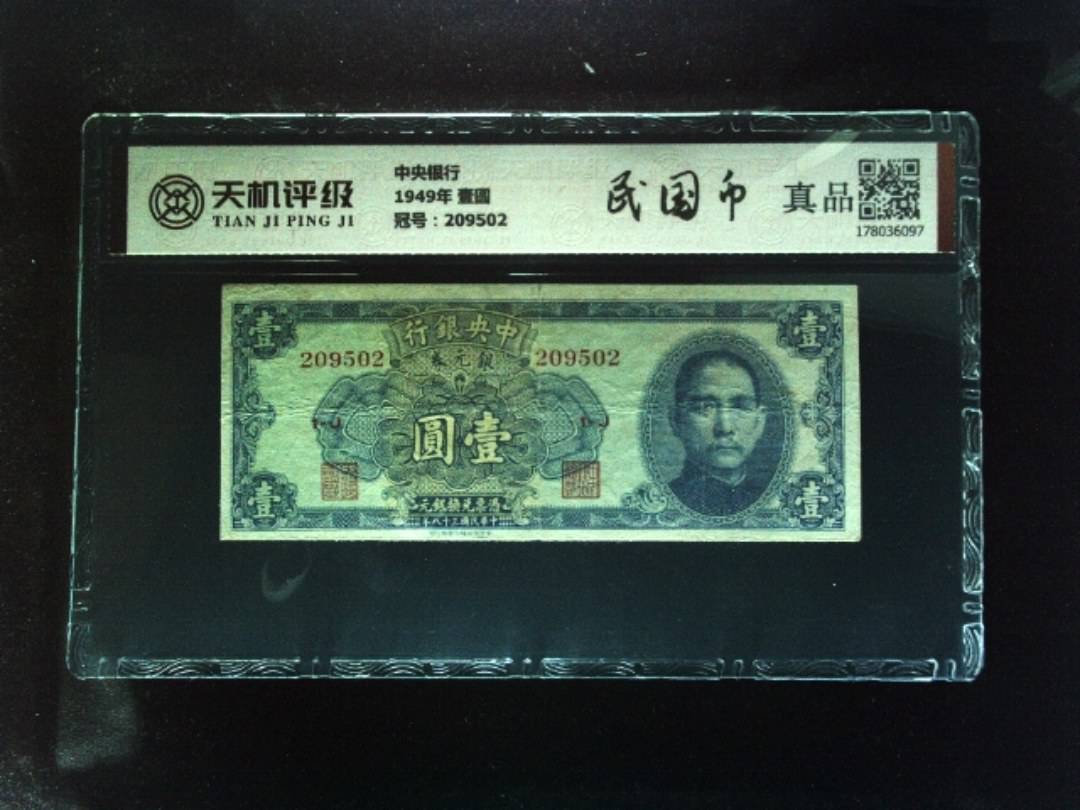 天机评级
TIAN JI PING JI
中央银行
1949年 壹圆
冠号：209502
民国币
真品
178036097
壹
行銀央中
壹
209502
券元銀
209502
圓壹
壹
元銀換兌票憑
壹
年八十三國民華中